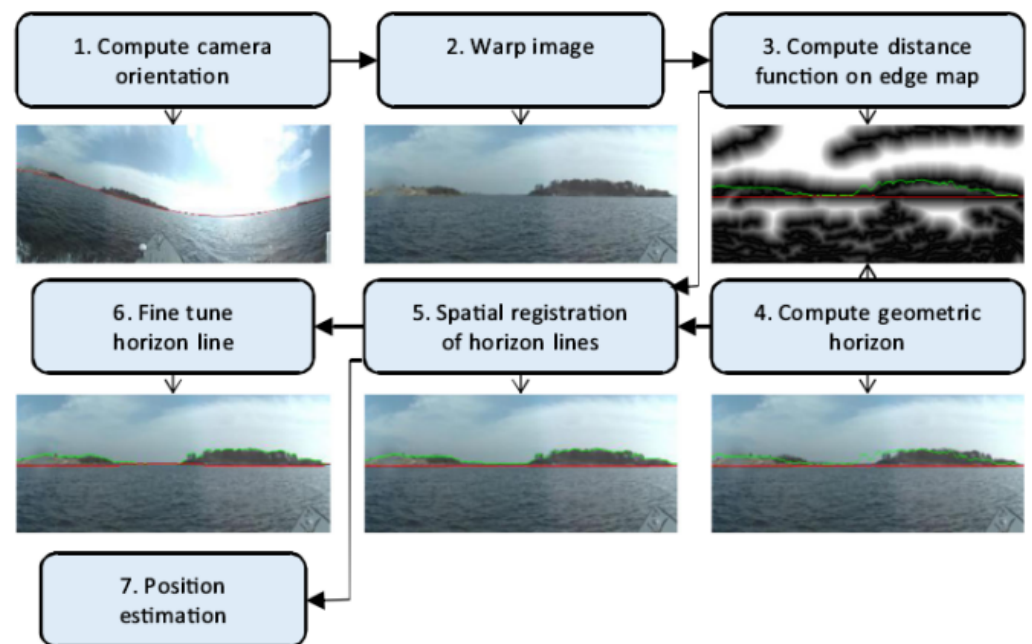 1. Compute camera
orientation
2. Warp image
3. Compute distance
function on edge map
6. Fine tune
horizon line
5. Spatial registration
of horizon lines
4. Compute geometric
horizon
7. Position
estimation